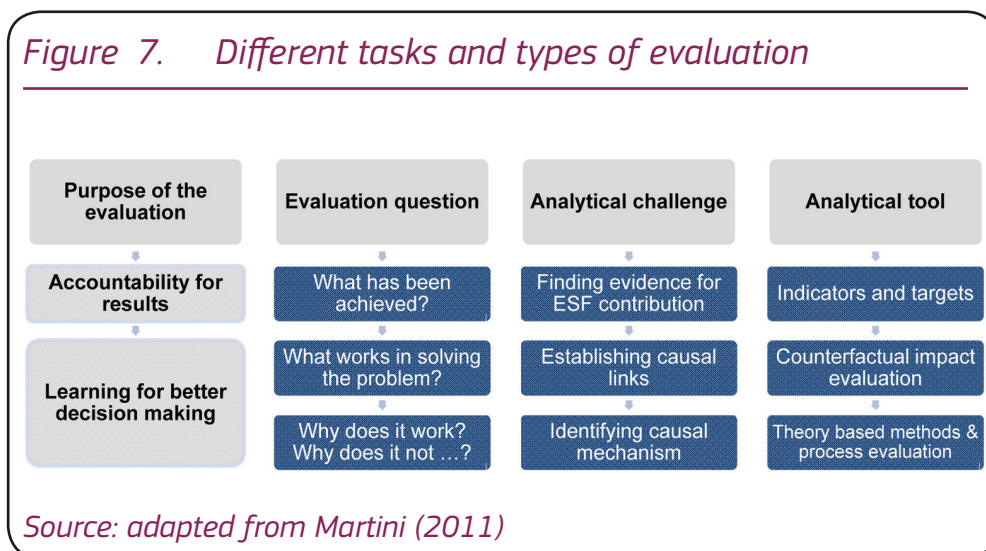 Figure 7. Different tasks and types of evaluation
Purpose of the
evaluation
Evaluation question
Analytical challenge
Analytical tool
Accountability for
results
What has been
achieved?
Finding evidence for
ESF contribution
Indicators and targets
Learning for better
decision making
What works in solving
the problem?
Establishing causal
links
Counterfactual impact
evaluation
Why does it work?
Why does it not ...?
Identifying causal
mechanism
Theory based methods &
process evaluation
Source: adapted from Martini (2011)